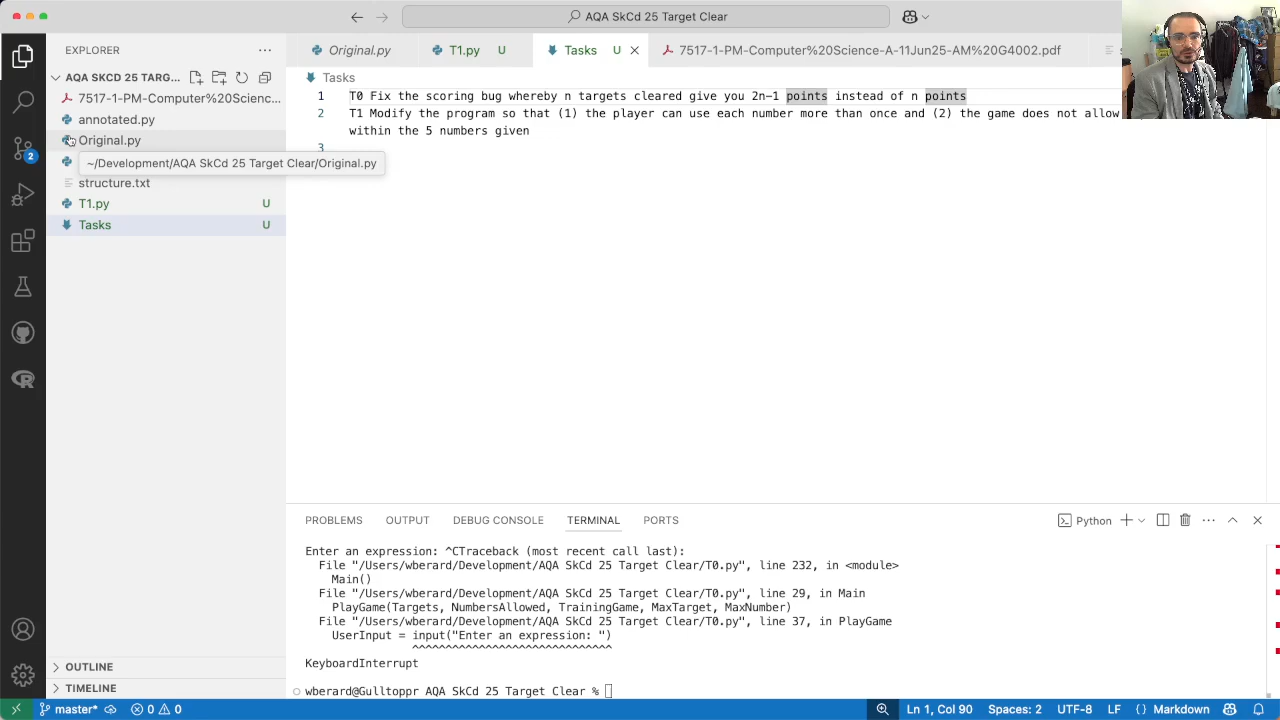 AQA SkCd 25 Target Clear
EXPLORER
Original.py
T1.py
U
Tasks
U
7517-1-PM-Computer%20Science-A-11Jun25-AM%20G4002.pdf
AQA SKCD 25 TARG...
Tasks
7517-1-PM-Computer%20Scienc...
annotated.py
Original.py
~/Development/AQA SkCd 25 Target Clear/Original.py
structure.txt
T1.py
U
Tasks
U
1 T0 Fix the scoring bug whereby n targets cleared give you 2n-1 points instead of n points
2 T1 Modify the program so that (1) the player can use each number more than once and (2) the game does not allow
within the 5 numbers given
3
2
PROBLEMS
OUTPUT
DEBUG CONSOLE
TERMINAL
PORTS
Python
Enter an expression: ^CTraceback (most recent call last):
File "/Users/wberard/Development/AQA SkCd 25 Target Clear/T0.py", line 232, in <module>
Main()
File "/Users/wberard/Development/AQA SkCd 25 Target Clear/T0.py", line 29, in Main
PlayGame(Targets, NumbersAllowed, TrainingGame, MaxTarget, MaxNumber)
File "/Users/wberard/Development/AQA SkCd 25 Target Clear/T0.py", line 37, in PlayGame
UserInput = input("Enter an expression: ")
^^^^^^^^^^^^^^^^^^^^^^^^^^^^^
KeyboardInterrupt
wberard@Gulltoppr AQA SkCd 25 Target Clear %
OUTLINE
TIMELINE
master*
0
0
Ln 1, Col 90
Spaces: 2
UTF-8
LF
{} Markdown